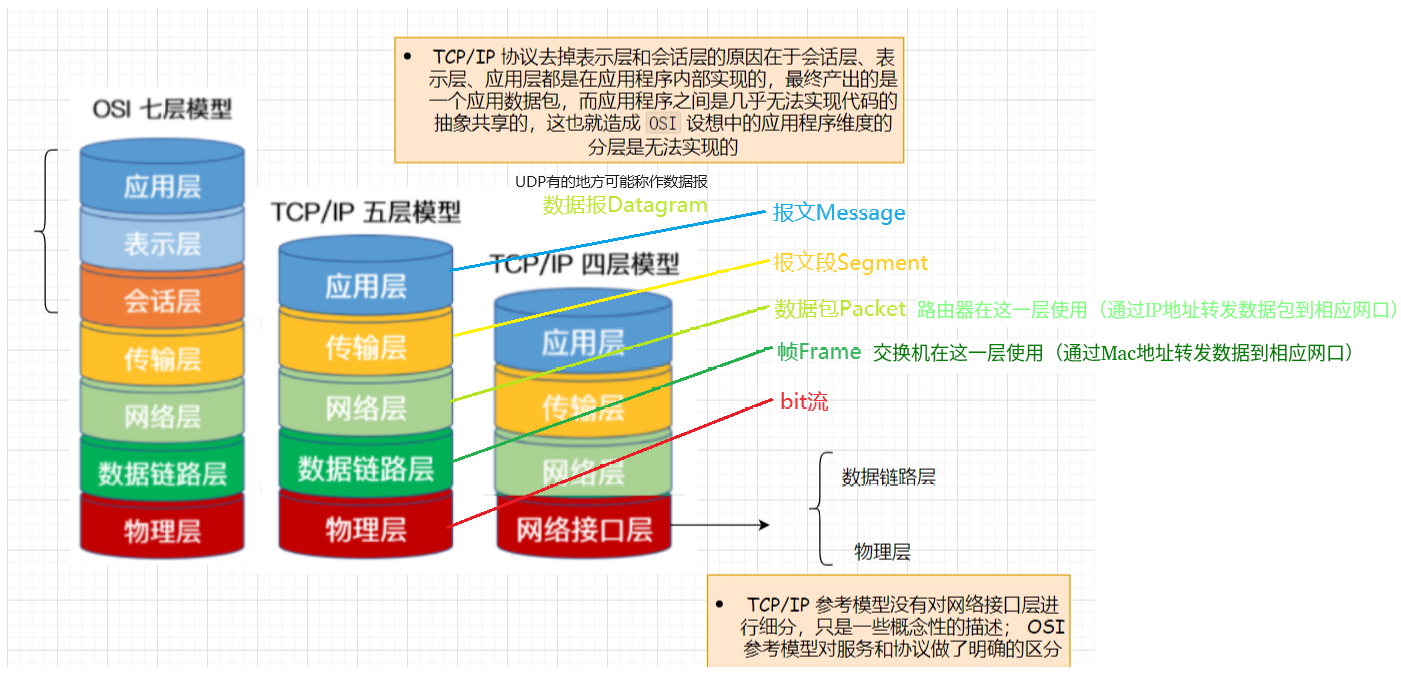 • TCP/IP 协议去掉表示层和会话层的原因在于会话层、表
示层、应用层都是在应用程序内部实现的，最终产出的是
一个应用数据包，而应用程序之间是几乎无法实现代码的
抽象共享的，这也就造成 OSI 设想中的应用程序维度的
分层是无法实现的
OSI 七层模型
应用层
表示层
会话层
传输层
网络层
数据链路层
物理层
TCP/IP 五层模型
应用层
传输层
网络层
数据链路层
物理层
UDP有的地方可能称作数据报
数据报Datagram
TCP/IP 四层模型
应用层
传输层
网络层
网络接口层
报文Message
报文段Segment
数据包Packet 路由器在这一层使用（通过IP地址转发数据包到相应网口）
帧Frame 交换机在这一层使用（通过Mac地址转发数据到相应网口）
bit流
数据链路层
物理层
• TCP/IP 参考模型没有对网络接口层进
行细分，只是一些概念性的描述； OSI
参考模型对服务和协议做了明确的区分